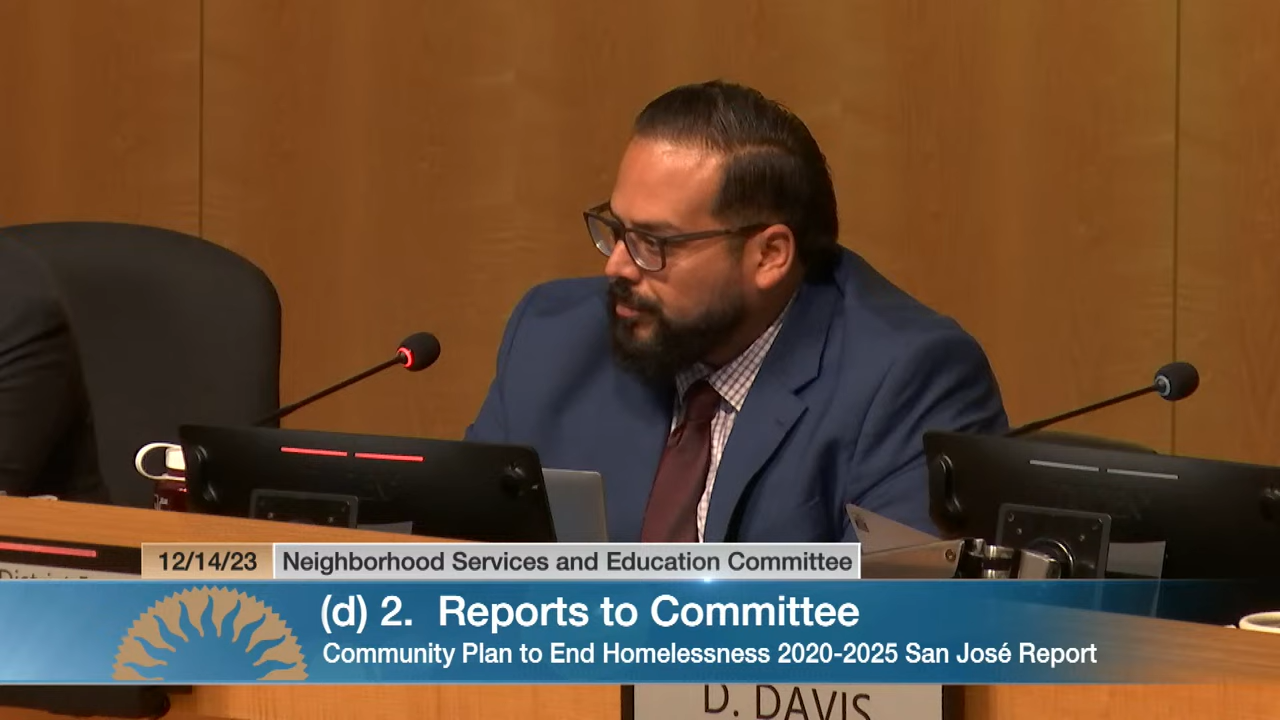 12/14/23 Neighborhood Services and Education Committee
(d) 2. Reports to Committee
Community Plan to End Homelessness 2020-2025 San José Report
D. DAVIS